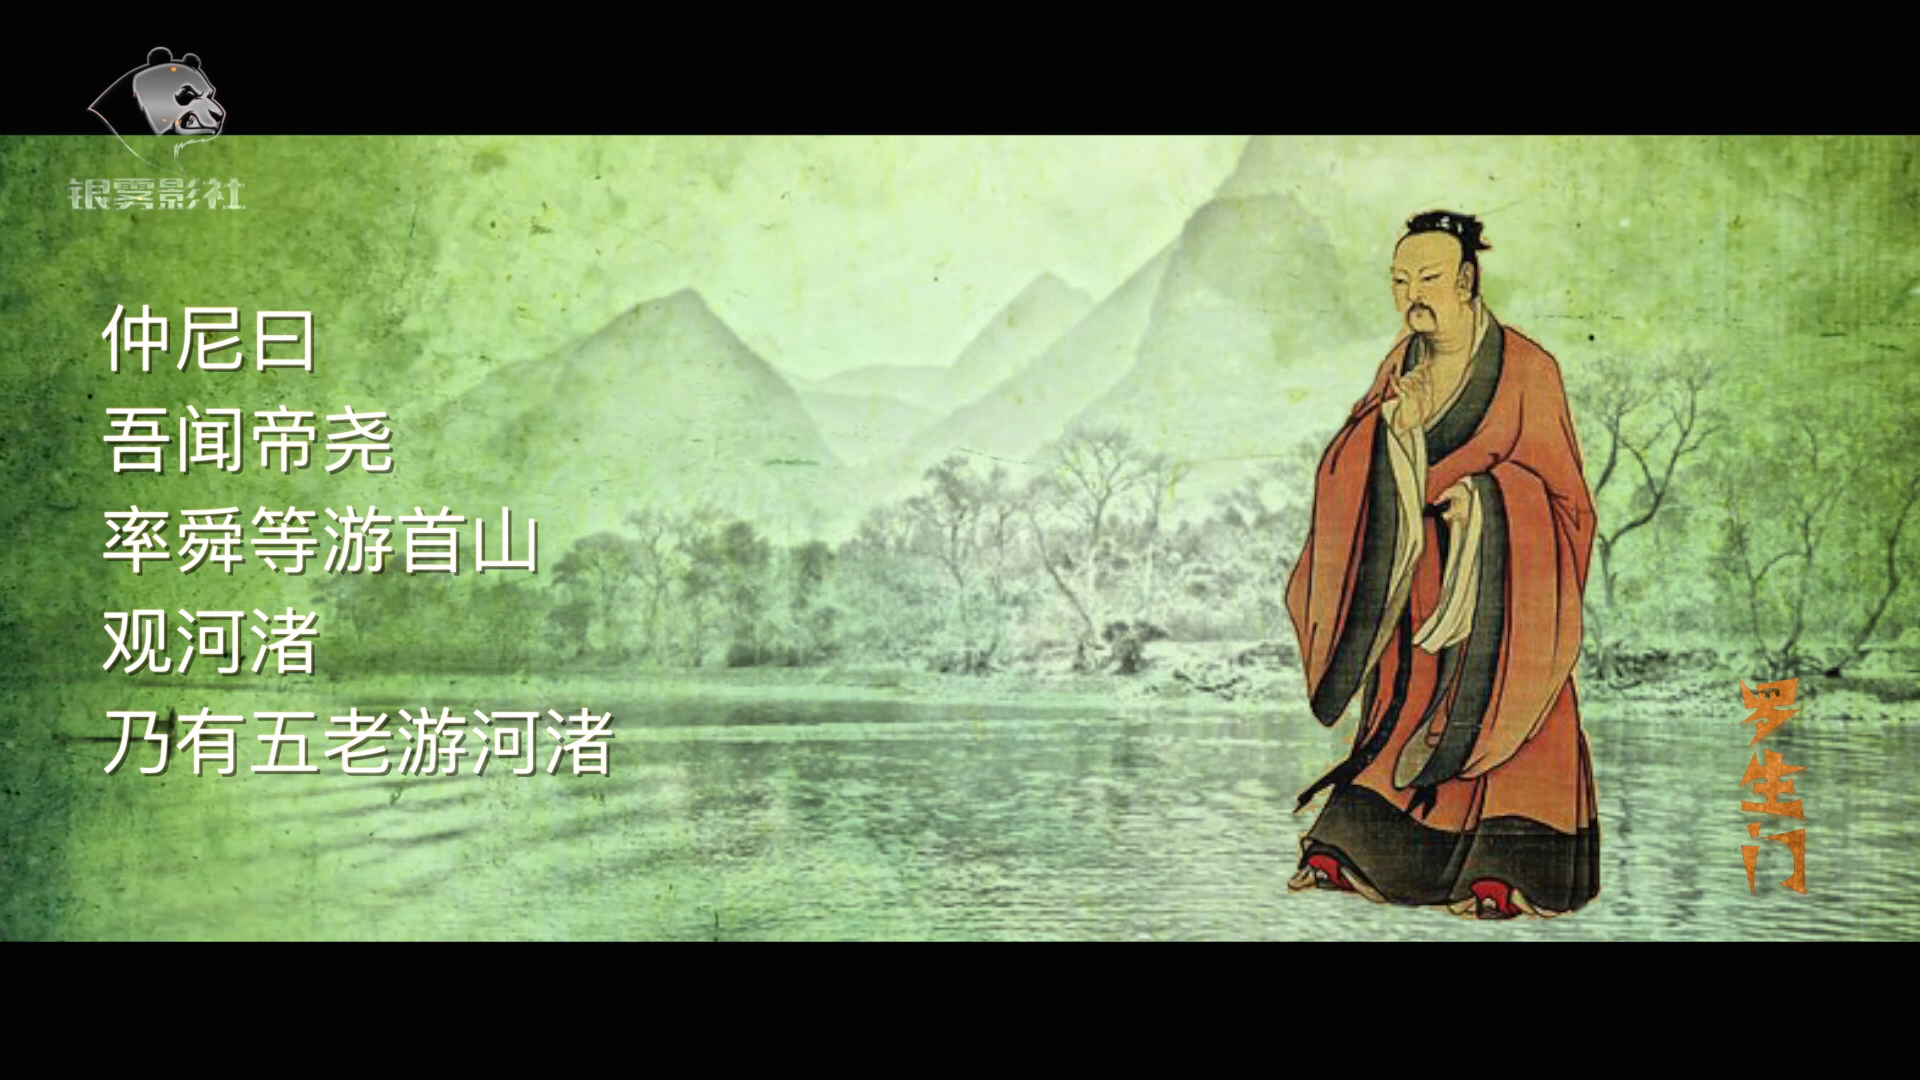 银雾影社
仲尼曰
吾闻帝尧
率舜等游首山
观河渚
乃有五老游河渚
罗生门